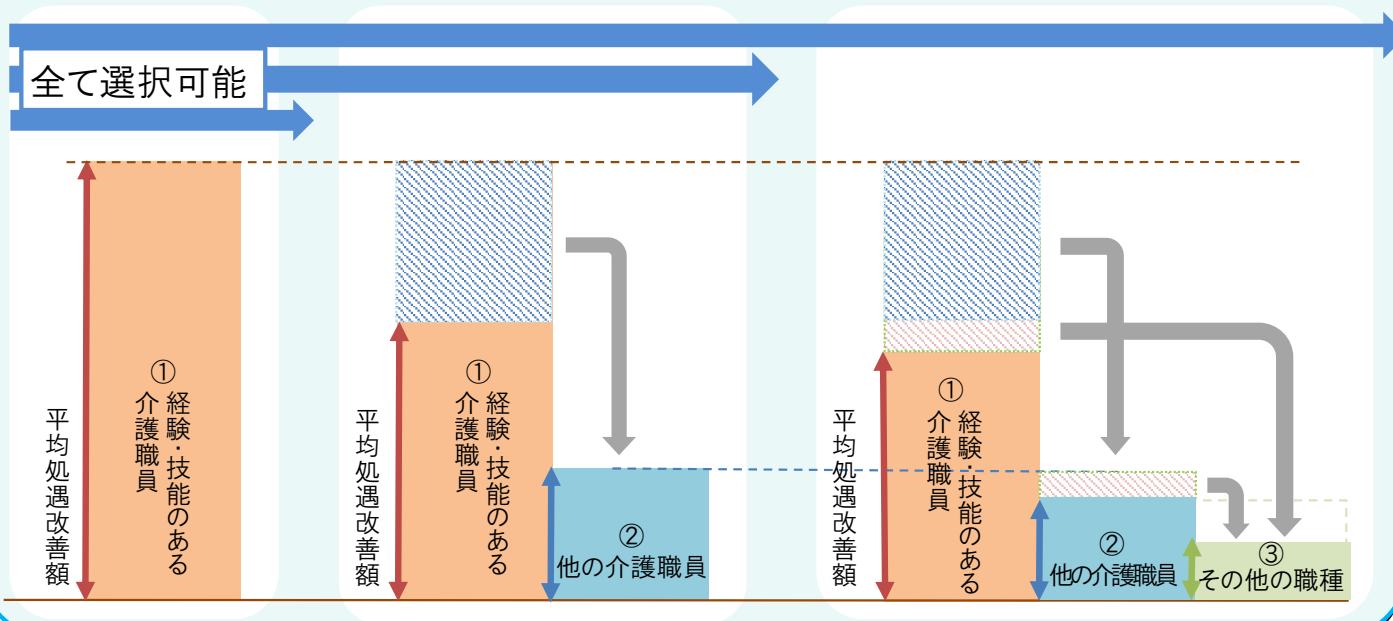 全て選択可能
平均処遇改善額
①
経験・技能のある
介護職員
平均処遇改善額
①
経験・技能のある
介護職員
②
他の介護職員
平均処遇改善額
①
経験・技能のある
介護職員
②
他の介護職員
③
その他の職種